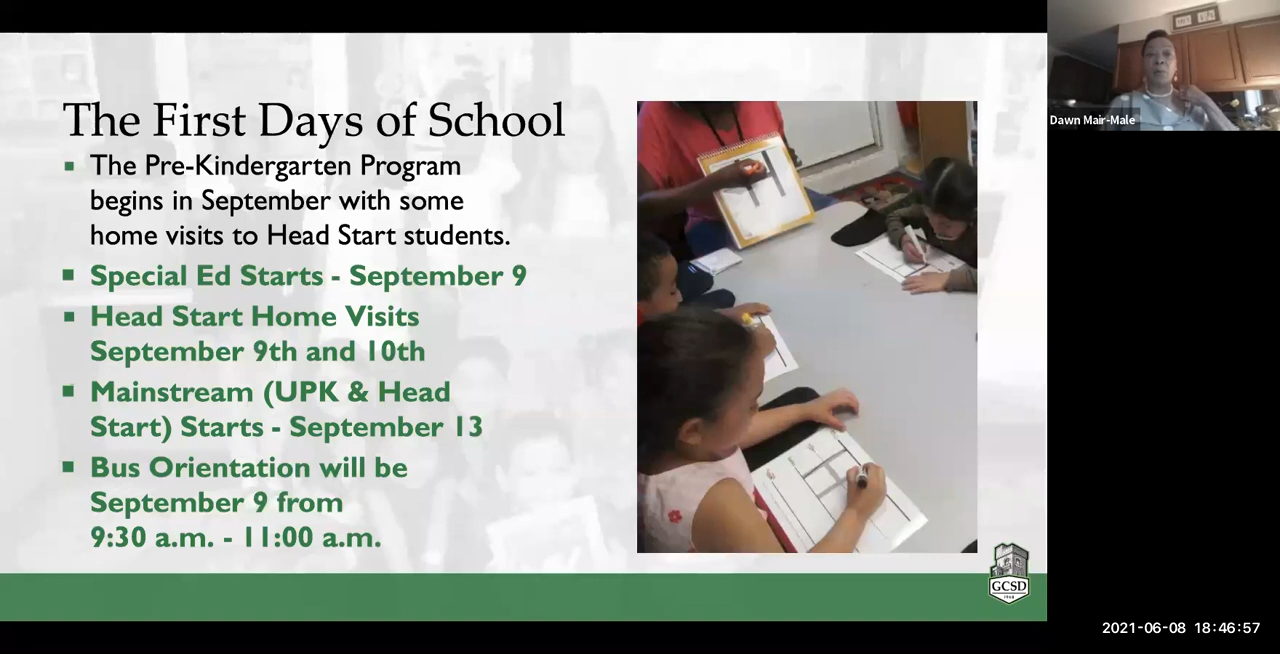 The First Days of School
▪ The Pre-Kindergarten Program
begins in September with some
home visits to Head Start students.
▪ Special Ed Starts - September 9
▪ Head Start Home Visits
September 9th and 10th
▪ Mainstream (UPK & Head
Start) Starts - September 13
▪ Bus Orientation will be
September 9 from
9:30 a.m. - 11:00 a.m.
H
GCSD
Dawn Mair-Male
2021-06-08 18:46:57